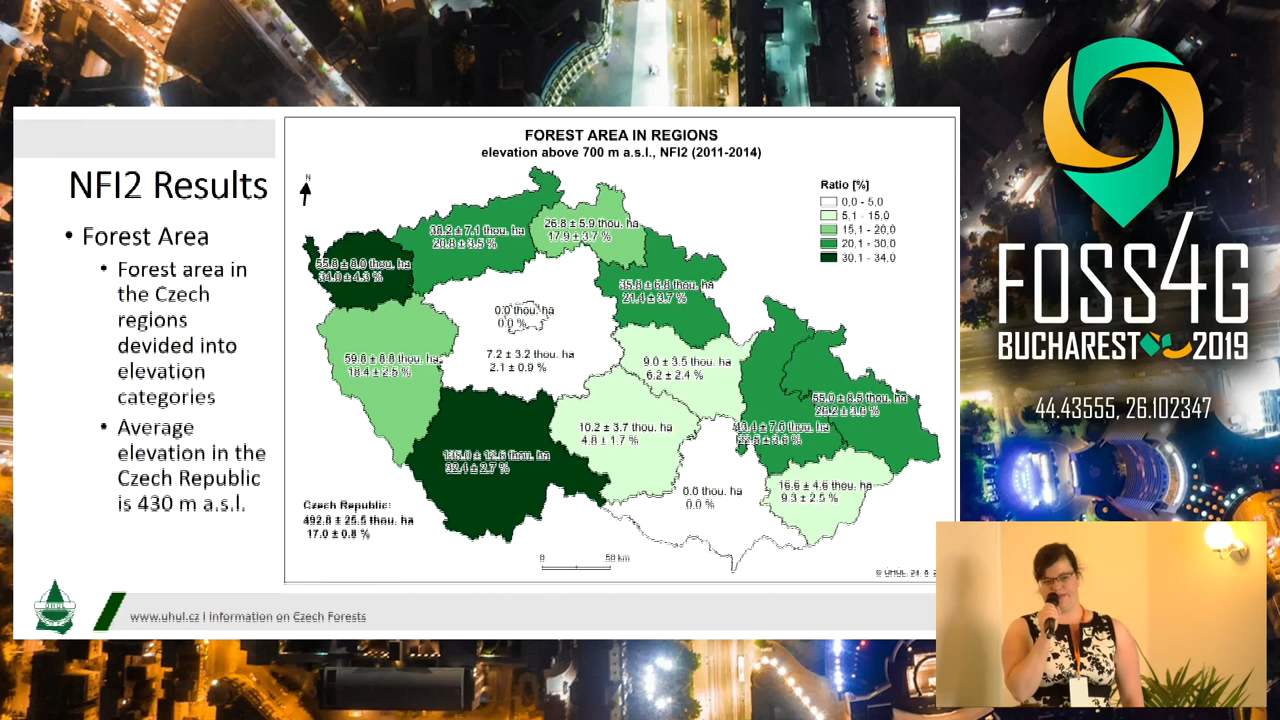 NFI2 Results
• Forest Area
• Forest area in
the Czech
regions
devided into
elevation
categories
• Average
elevation in the
Czech Republic
is 430 m a.s.l.
FOREST AREA IN REGIONS
elevation above 700 m a.s.l., NFI2 (2011-2014)
N
Ratio [%]
0,0 - 5,0
5,1 - 15,0
15,1 - 20,0
20,1 - 30,0
30,1 - 34,0
26.8 ± 5.9 thou. ha
17.9 ± 3.7 %
38.2 ± 7.1 thou. ha
20.8 ± 3.5 %
55.8 ± 8.0 thou. ha
34.0 ± 4.3 %
35.8 ± 6.8 thou. ha
21.4 ± 3.7 %
0.0 thou. ha
0.0 %
7.2 ± 3.2 thou. ha
2.1 ± 0.9 %
59.8 ± 8.8 thou. ha
18.4 ± 2.5 %
9.0 ± 3.5 thou. ha
6.2 ± 2.4 %
55.0 ± 8.5 thou. ha
26.2 ± 3.6 %
10.2 ± 3.7 thou. ha
4.8 ± 1.7 %
± 7.6 thou. ha
± 3.6 %
135.0 ± 12.6 thou. ha
32.4 ± 2.7 %
16.6 ± 4.6 thou. ha
9.3 ± 2.5 %
0.0 thou. ha
0.0 %
Czech Republic:
492.8 ± 25.5 thou. ha
17.0 ± 0.8 %
0 50 km
© ÚHÚL,
ÚHÚL
www.uhul.cz I Information on Czech Forests
FOSS4G
BUCHAREST 2019
44.43555, 26.102347